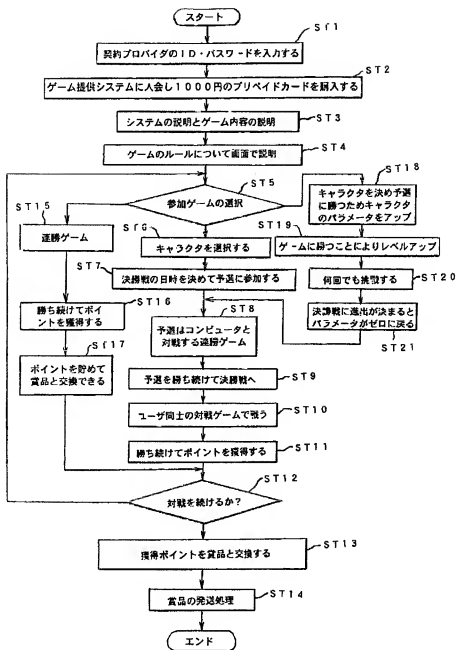 スタート
ST1
契約プロバイダのID・パスワードを入力する
ST2
ゲーム提供システムに入会し1000円のプリペイドカードを購入する
ST3
システムの説明とゲーム内容の説明
ST4
ゲームのルールについて画面で説明
ST5
参加ゲームの選択
ST15
連勝ゲーム
ST16
勝ち続けてポイ
ントを獲得する
ST17
ポイントを貯めて
賞品と交換できる
ST6
キャラクタを選択する
ST7
決勝戦の日時を決めて予選に参加する
ST8
予選はコンピュータと
対戦する連勝ゲーム
ST9
予選を勝ち続けて決勝戦へ
ST10
ユーザ同士の対戦ゲームで戦う
ST11
勝ち続けてポイントを獲得する
ST18
キャラクタを決め予選
に勝つためキャラクタ
のパラメータをアップ
ST19
ゲームに勝つことによりレベルアップ
ST20
何回でも挑戦する
ST21
決勝戦に進出が決まると
パラメータがゼロに戻る
ST12
対戦を続けるか?
ST13
獲得ポイントを賞品と交換する
ST14
賞品の発送処理
エンド